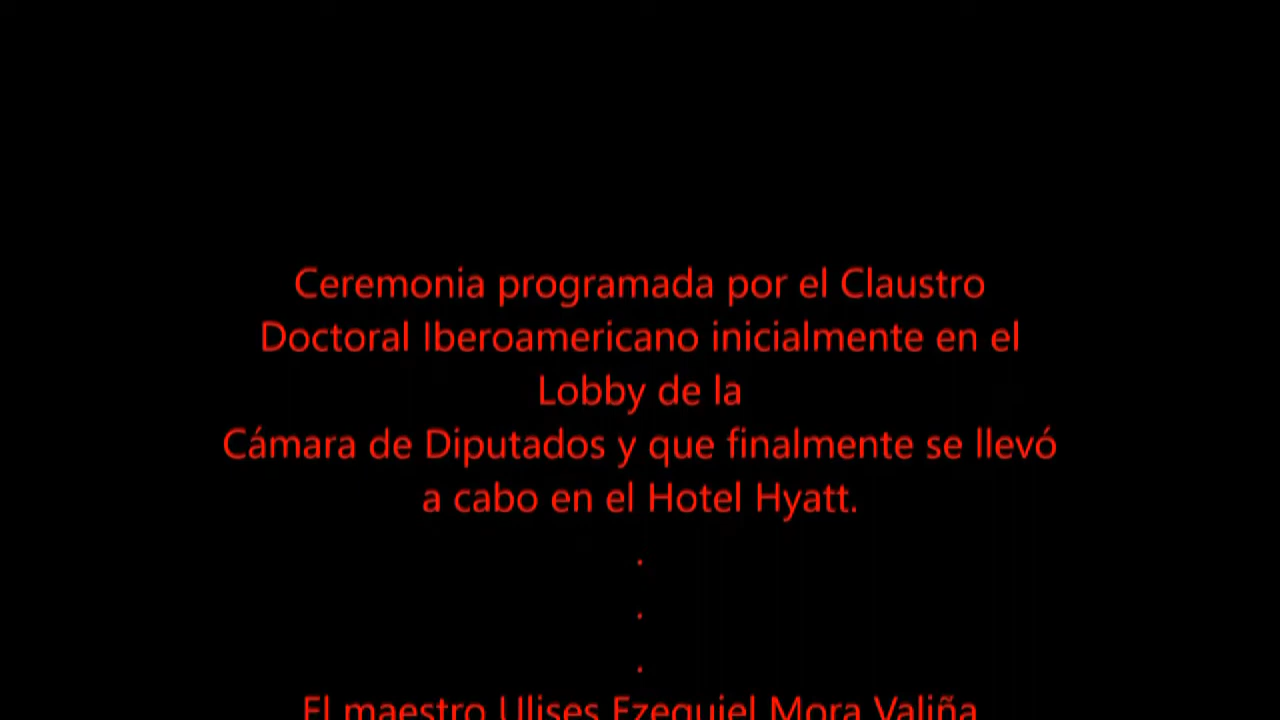 Ceremonia programada por el Claustro
Doctoral Iberoamericano inicialmente en el
Lobby de la
Cámara de Diputados y que finalmente se llevó
a cabo en el Hotel Hyatt.
.
.
.
El maestro Ulises Ezequiel Mora Valiña